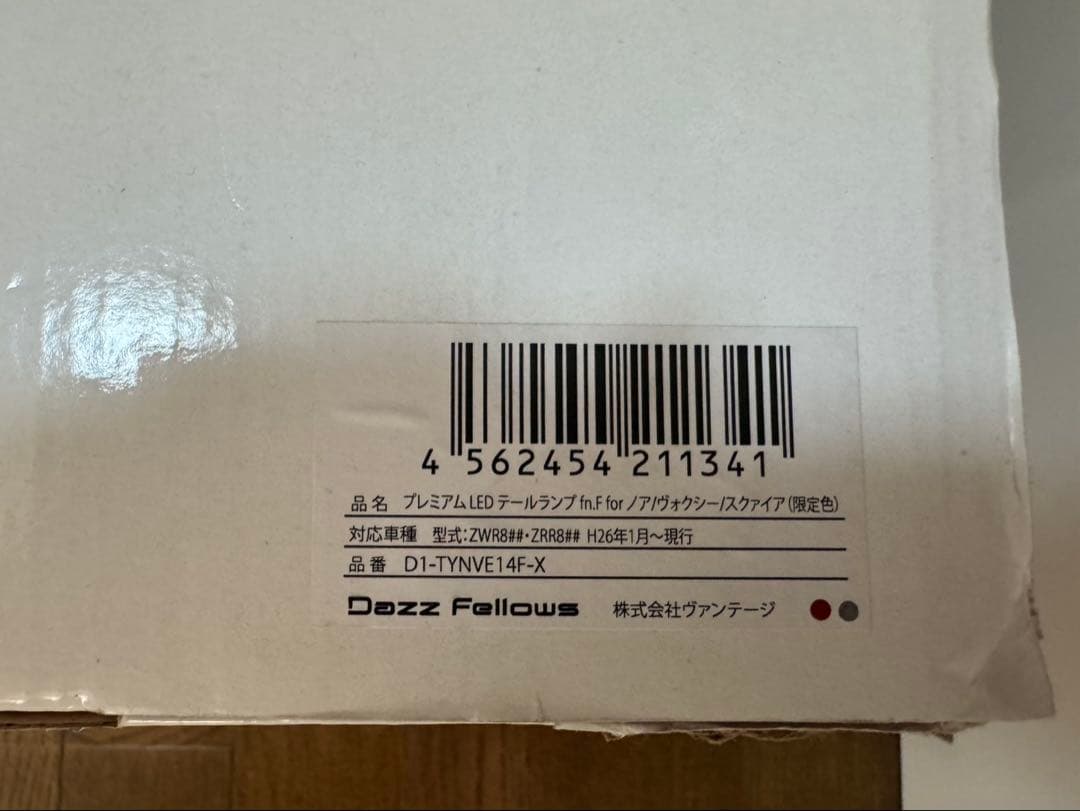 4 562454 211341
品名 プレミアム LED テールランプ fn.F for ノア/ヴォクシー/スクァイア(限定色)
対応車種 型式:ZWR8##・ZRR8## H26年1月～現行
品番 D1-TYNVE14F-X
Dazz Fellows 株式会社ヴァンテージ